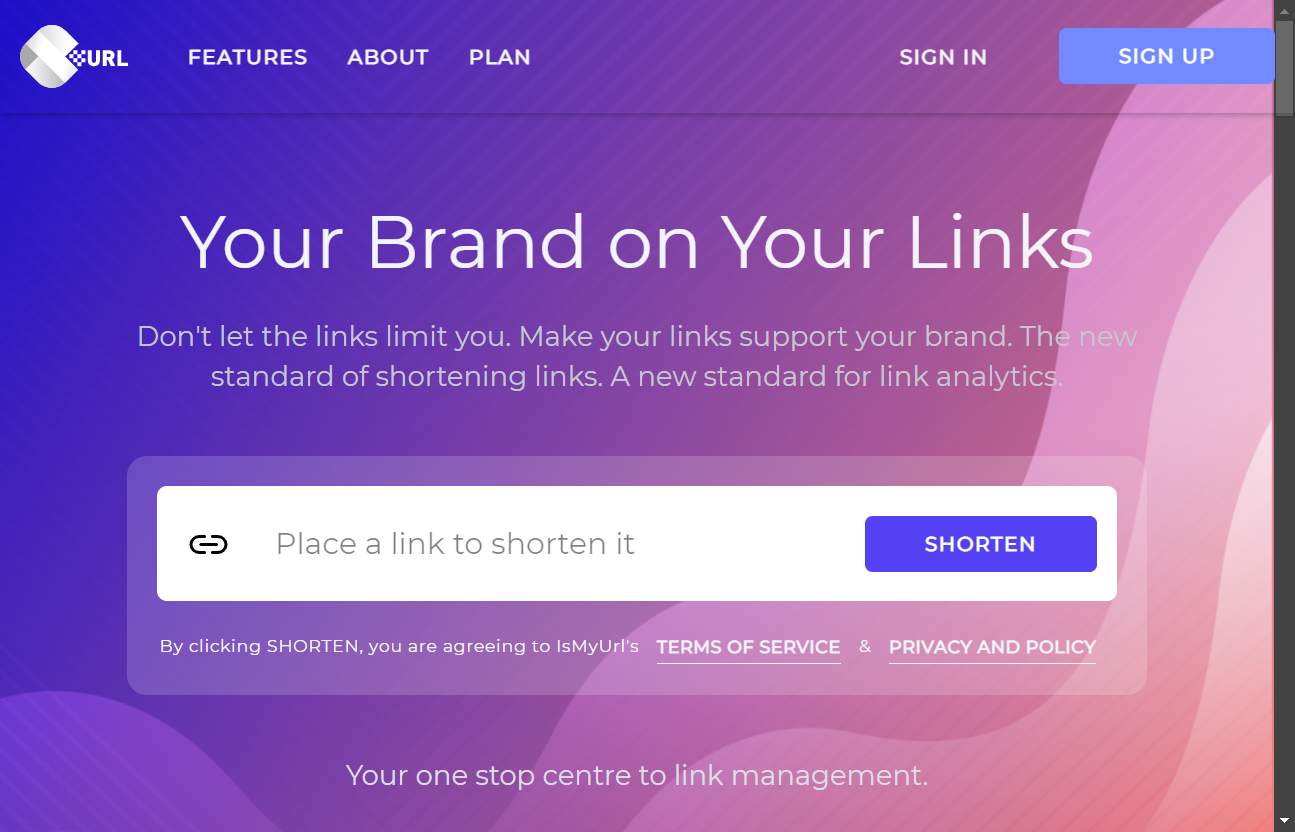 URL
FEATURES ABOUT PLAN SIGN IN SIGN UP
Your Brand on Your Links
Don't let the links limit you. Make your links support your brand. The new
standard of shortening links. A new standard for link analytics.
Place a link to shorten it SHORTEN
By clicking SHORTEN, you are agreeing to IsMyUrl's TERMS OF SERVICE & PRIVACY AND POLICY
Your one stop centre to link management.